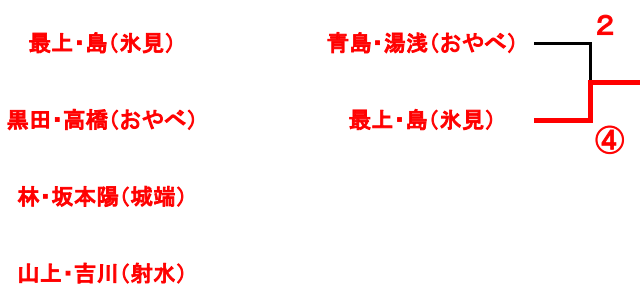 最上・島（氷見）
黒田・高橋（おやべ）
林・坂本陽（城端）
山上・吉川（射水）
青島・湯浅（おやべ）
2
最上・島（氷見）
④